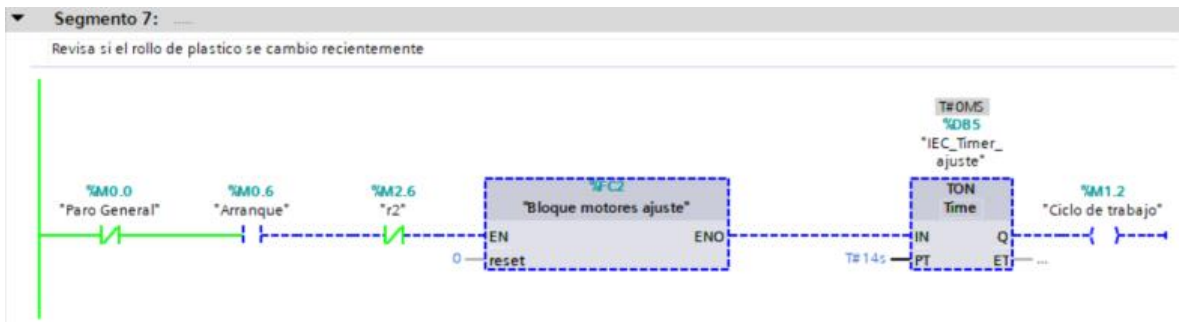 Segmento 7: .....
Revisa si el rollo de plastico se cambio recientemente
T#0MS
%DB5
"IEC_Timer_
ajuste"
%M0.0
"Paro General"
%M0.6
"Arranque"
%M2.6
"r2"
%FC2
"Bloque motores ajuste"
TON
Time
%M1.2
"Ciclo de trabajo"
EN
ENO
IN
Q
0
reset
T#14s
PT
ET
...